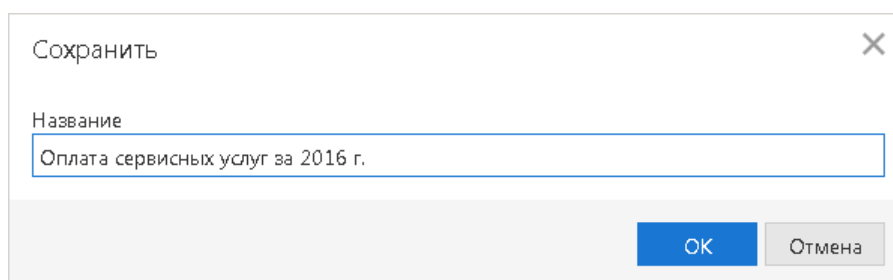 Сохранить
Название
Оплата сервисных услуг за 2016 г.
ОК
Отмена